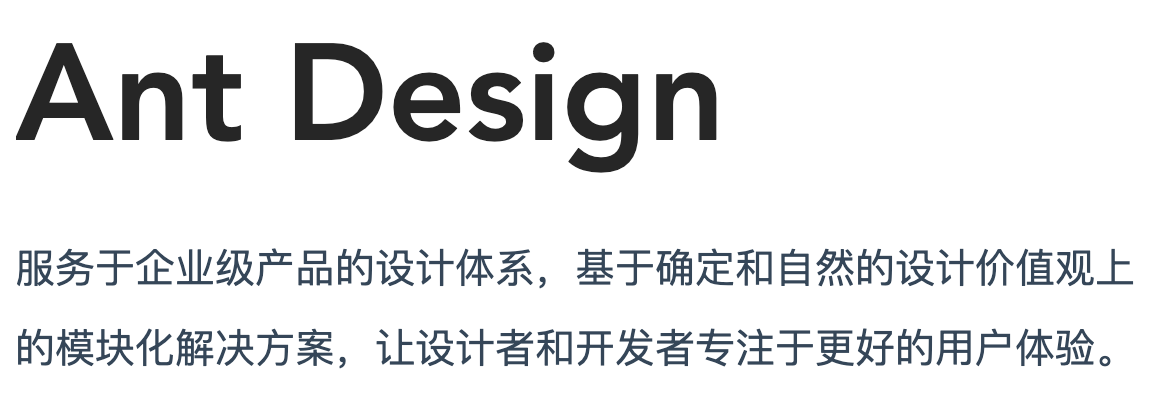 Ant Design
服务于企业级产品的设计体系，基于确定和自然的设计价值观上
的模块化解决方案，让设计者和开发者专注于更好的用户体验。